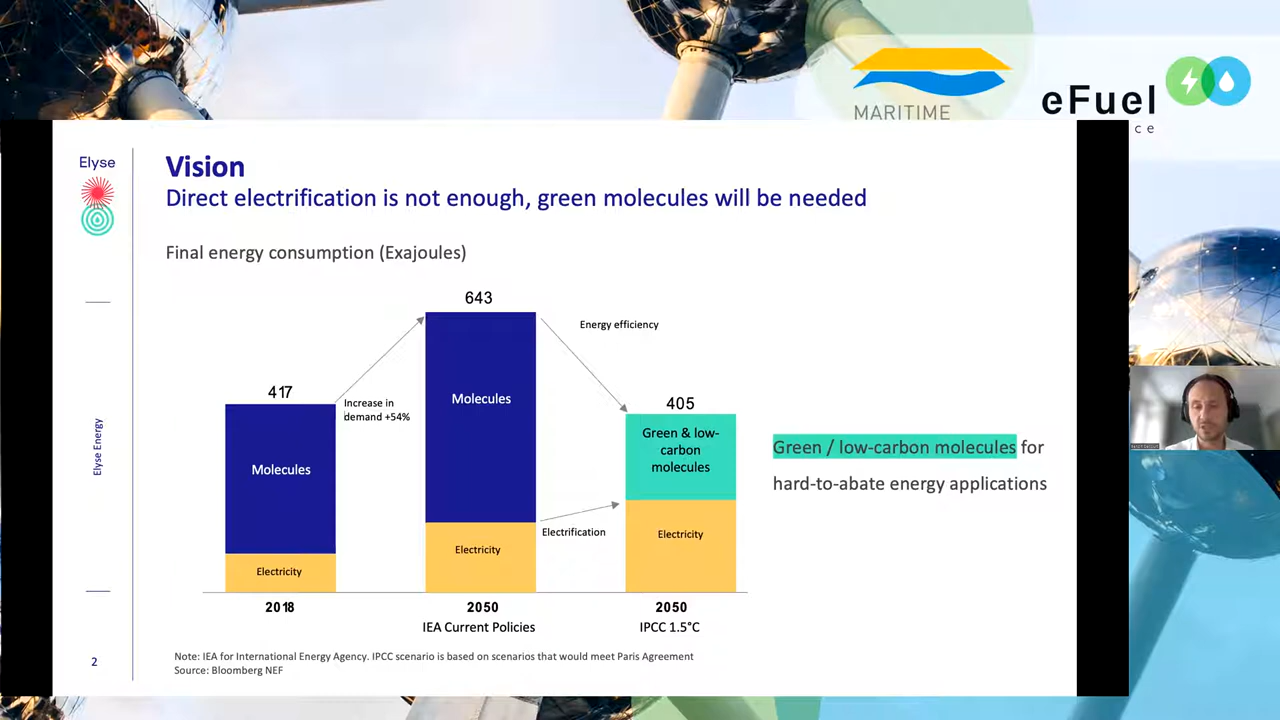 MARITIME
eFuel
ce
Elyse
Vision
Direct electrification is not enough, green molecules will be needed
Final energy consumption (Exajoules)
643
Energy efficiency
417
Increase in
demand +54%
Molecules
405
Green & low-
carbon
molecules
Green / low-carbon molecules for
hard-to-abate energy applications
Molecules
Electrification
Electricity
Electricity
Electricity
2018
2050
2050
IEA Current Policies
IPCC 1.5°C
Elyse Energy
Note: IEA for International Energy Agency. IPCC scenario is based on scenarios that would meet Paris Agreement
Source: Bloomberg NEF
2